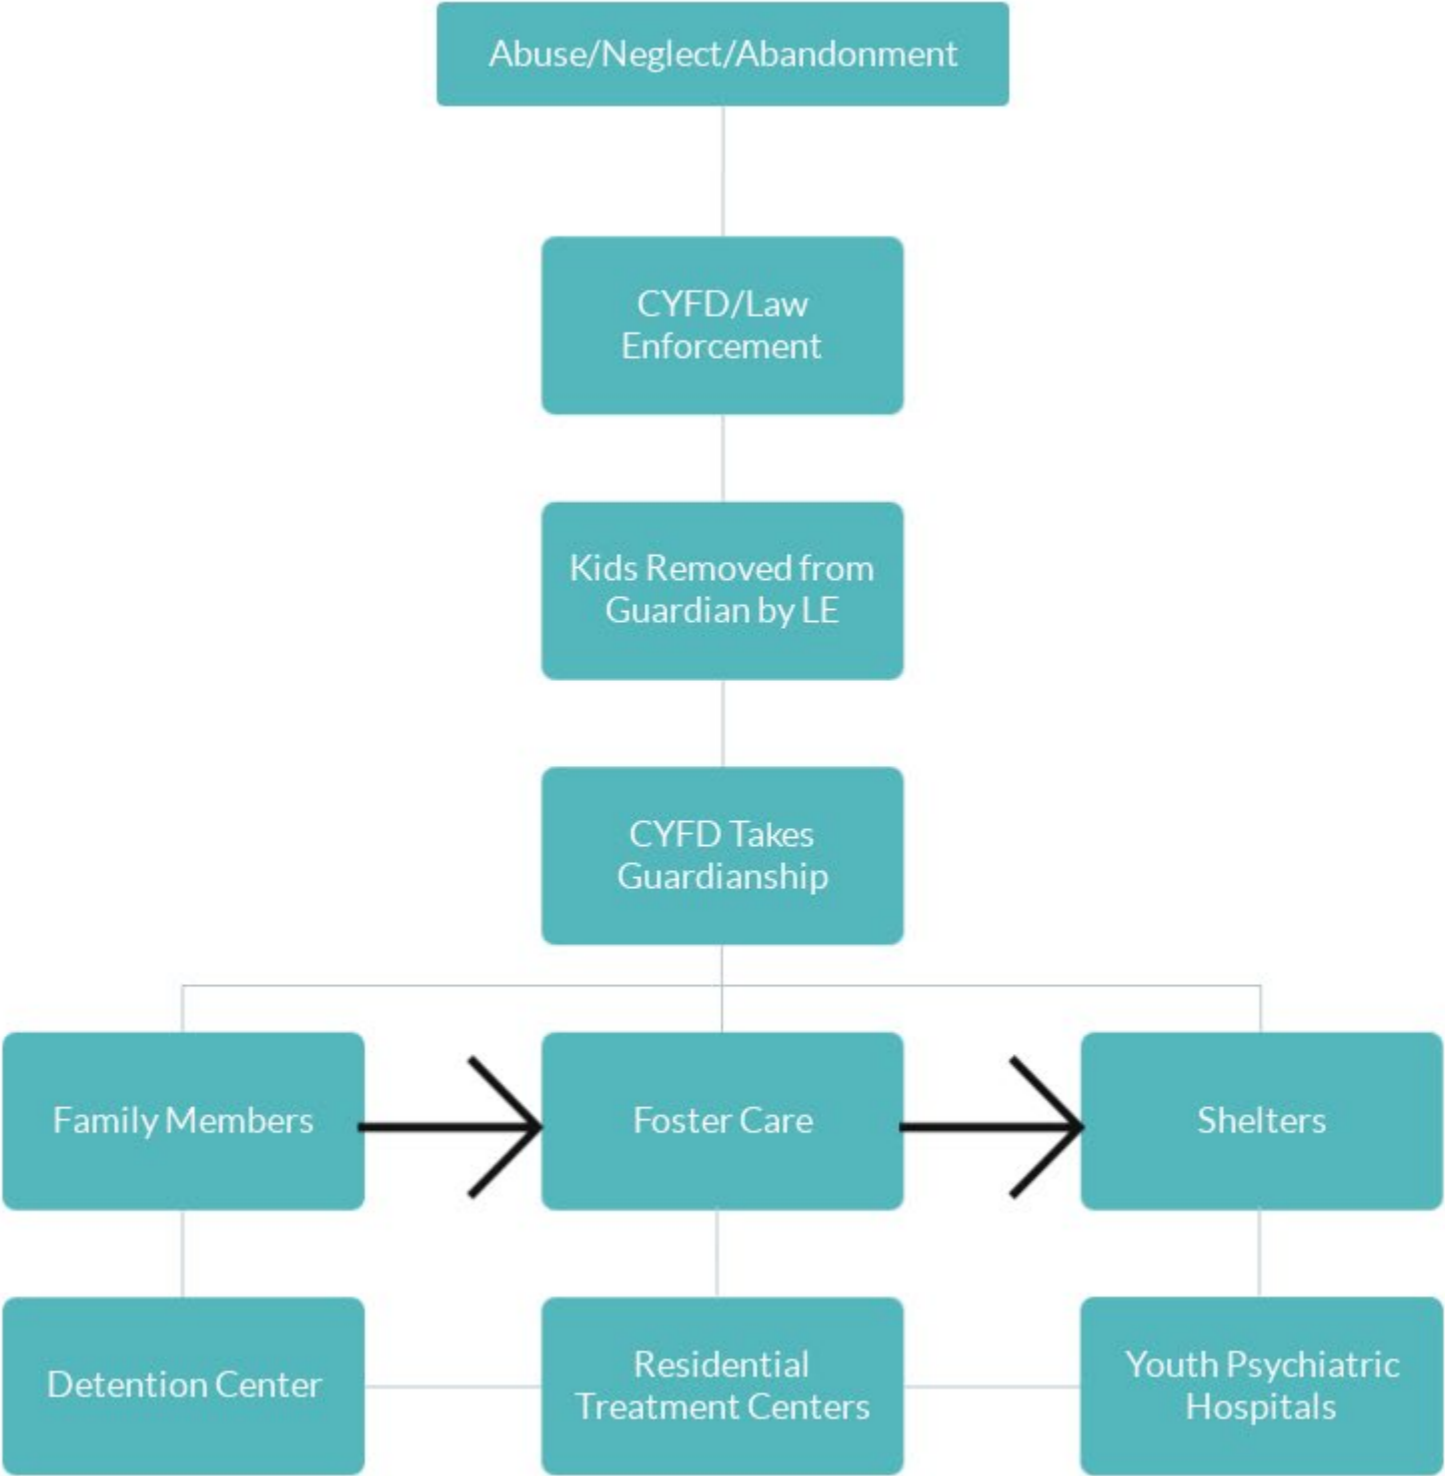 Abuse/Neglect/Abandonment
CYFD/Law
Enforcement
Kids Removed from
Guardian by LE
CYFD Takes
Guardianship
Family Members
Foster Care
Shelters
Detention Center
Residential
Treatment Centers
Youth Psychiatric
Hospitals